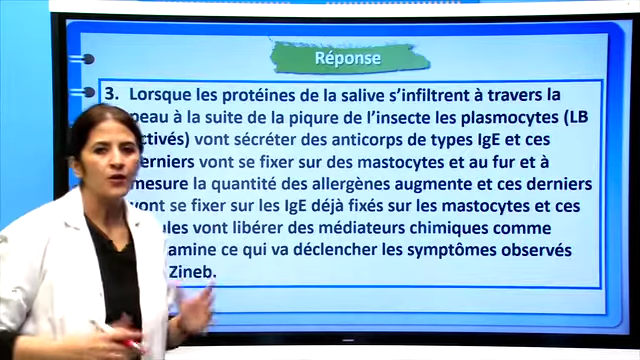 Réponse
3. Lorsque les protéines de la salive s’infiltrent à travers la
peau à la suite de la piqure de l’insecte les plasmocytes (LB
ctivés) vont sécréter des anticorps de types IgE et ces
derniers vont se fixer sur des mastocytes et au fur et à
mesure la quantité des allergènes augmente et ces derniers
vont se fixer sur les IgE déjà fixés sur les mastocytes et ces
ules vont libérer des médiateurs chimiques comme
amine ce qui va déclencher les symptômes observés
Zineb.